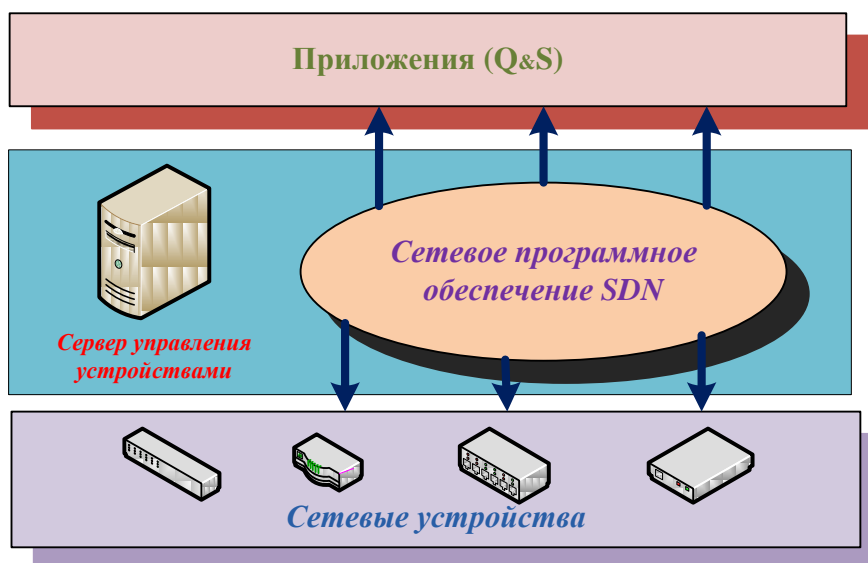 Приложения (Q&S)
Сетевое программное
обеспечение SDN
Сервер управления
устройствами
Сетевые устройства